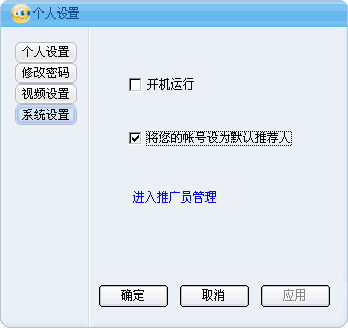 个人设置
个人设置
修改密码
视频设置
系统设置
开机运行
将您的帐号设为默认推荐人
进入推广员管理
确定
取消
应用